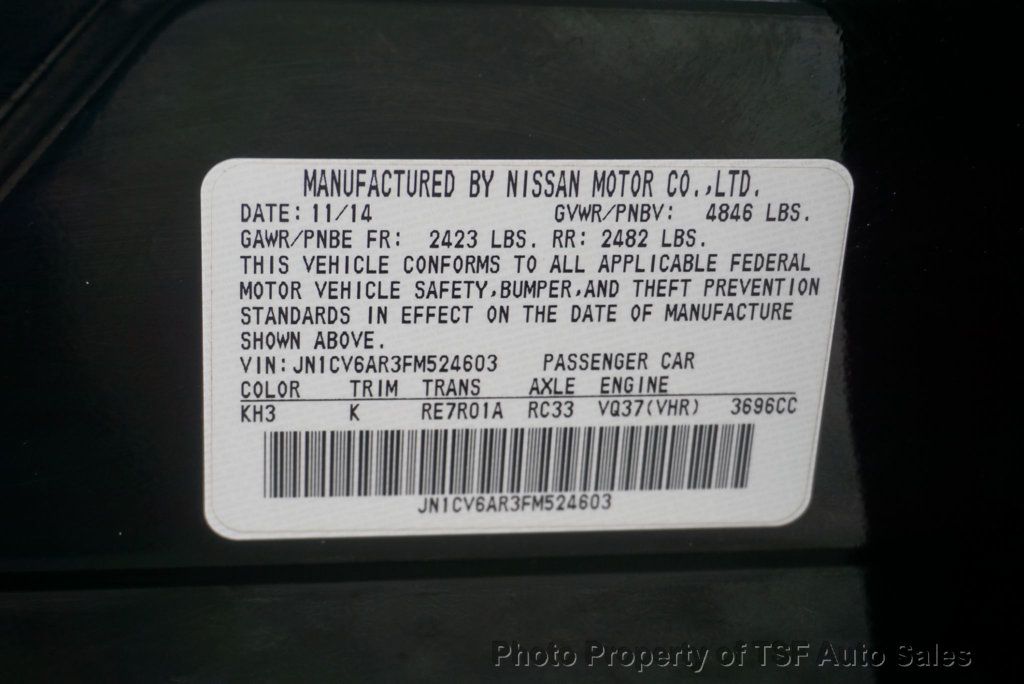 MANUFACTURED BY NISSAN MOTOR CO.,LTD.
DATE: 11/14 GVWR/PNBV: 4846 LBS.
GAWR/PNBE FR: 2423 LBS. RR: 2482 LBS.
THIS VEHICLE CONFORMS TO ALL APPLICABLE FEDERAL
MOTOR VEHICLE SAFETY,BUMPER,AND THEFT PREVENTION
STANDARDS IN EFFECT ON THE DATE OF MANUFACTURE
SHOWN ABOVE.
VIN:JN1CV6AR3FM524603 PASSENGER CAR
COLOR TRIM TRANS AXLE ENGINE
KH3 K RE7R01A RC33 VQ37(VHR) 3696CC
JN1CV6AR3FM524603
Photo Property of TSF Auto Sales